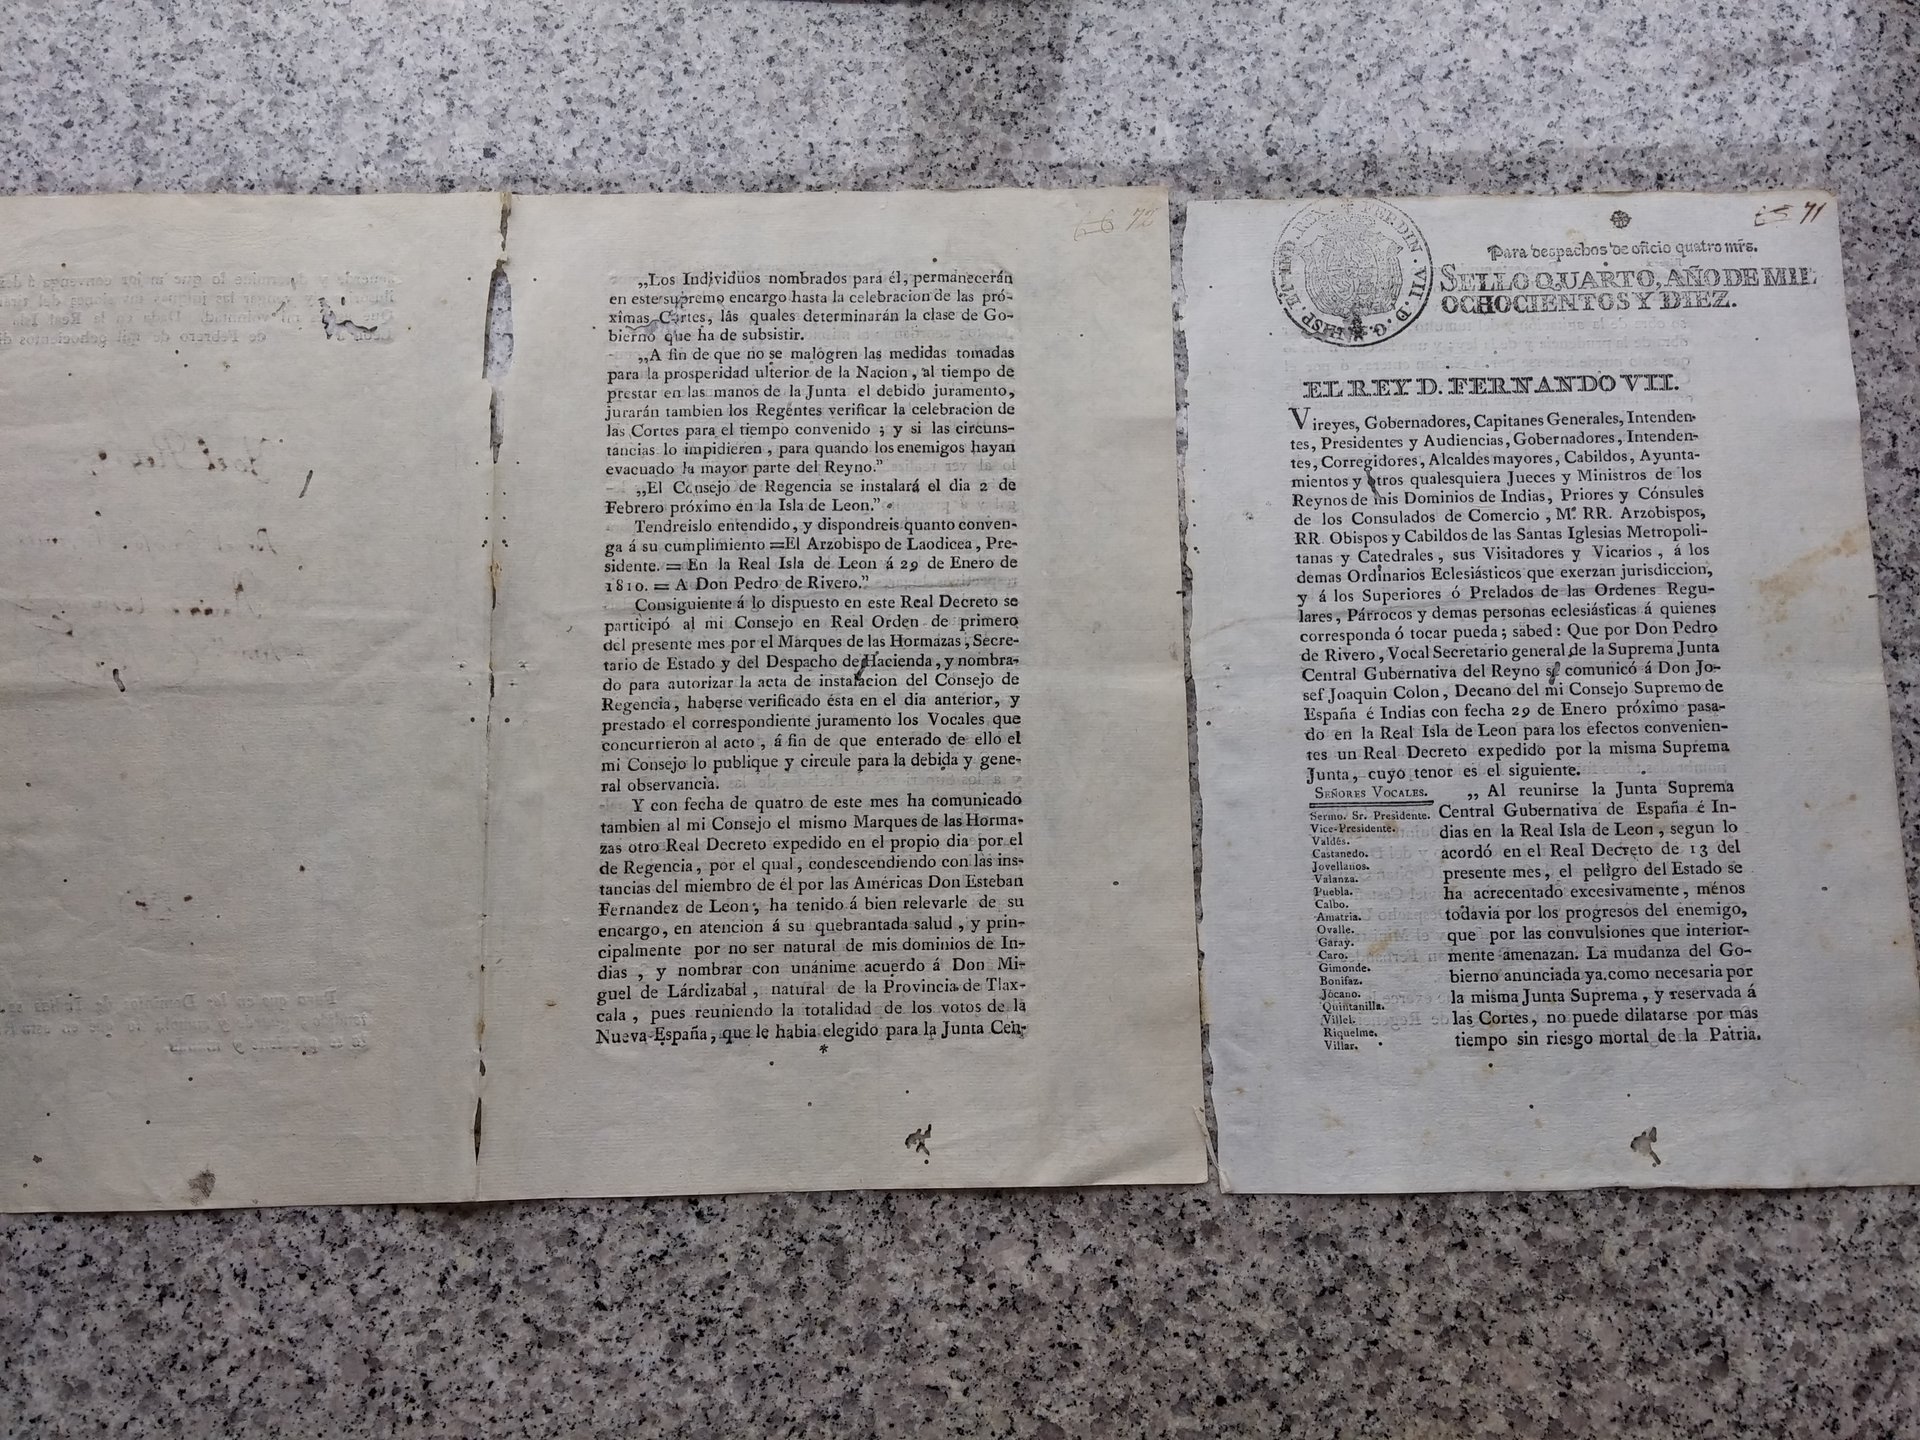 65 71
Para despachos de oficio quatro mrs.
SELLO QUARTO, AÑO DE MIL
OCHOCIENTOS Y DIEZ.
FERDIN · VII · D · G · HISP · ET IND · REX
EL REY D. FERNANDO VII.
Vireyes, Gobernadores, Capitanes Generales, Intenden-
tes, Presidentes y Audiencias, Gobernadores, Intenden-
tes, Corregidores, Alcaldes mayores, Cabildos, Ayunta-
mientos y otros qualesquiera Jueces y Ministros de los
Reynos de mis Dominios de Indias, Priores y Cónsules
de los Consulados de Comercio, M. RR. Arzobispos,
RR. Obispos y Cabildos de las Santas Iglesias Metropoli-
tanas y Catedrales, sus Visitadores y Vicarios, á los
demas Ordinarios Eclesiásticos que exerzan jurisdiccion,
y á los Superiores ó Prelados de las Ordenes Regu-
lares, Párrocos y demas personas eclesiásticas á quienes
corresponda ó tocar pueda; sabed: Que por Don Pedro
de Rivero, Vocal Secretario general de la Suprema Junta
Central Gubernativa del Reyno se comunicó á Don Jo-
sef Joaquin Colon, Decano del mi Consejo Supremo de
España é Indias con fecha 29 de Enero próximo pasa-
do en la Real Isla de Leon para los efectos convenien-
tes un Real Decreto expedido por la misma Suprema
Junta, cuyo tenor es el siguiente.
SEÑORES VOCALES.
Sermo. Sr. Presidente.
Vice-Presidente.
Valdés.
Castanedo.
Jovellanos.
Valanza.
Puebla.
Calbo.
Amatria.
Ovalle.
Garay.
Caro.
Gimonde.
Bonifaz.
Jócano.
Quintanilla.
Villel.
Riquelme.
Villar.
„ Al reunirse la Junta Suprema
Central Gubernativa de España é In-
dias en la Real Isla de Leon, segun lo
acordó en el Real Decreto de 13 del
presente mes, el peligro del Estado se
ha acrecentado excesivamente, ménos
todavia por los progresos del enemigo,
que por las convulsiones que interior-
mente amenazan. La mudanza del Go-
bierno anunciada ya como necesaria por
la misma Junta Suprema, y reservada á
las Cortes, no puede dilatarse por mas
tiempo sin riesgo mortal de la Patria.
66 72
„Los Individüos nombrados para él, permanecerán
en este supremo encargo hasta la celebracion de las pró-
ximas Cortes, las quales determinarán la clase de Go-
bierno que ha de subsistir.
„A fin de que no se malogren las medidas tomadas
para la prosperidad ulterior de la Nacion, al tiempo de
prestar en las manos de la Junta el debido juramento,
jurarán tambien los Regentes verificar la celebracion de
las Cortes para el tiempo convenido; y si las circuns-
tancias lo impidieren, para quando los enemigos hayan
evacuado la mayor parte del Reyno.”
„El Consejo de Regencia se instalará el dia 2 de
Febrero próximo en la Isla de Leon.”
Tendreislo entendido, y dispondreis quanto conven-
ga á su cumplimiento =El Arzobispo de Laodicea, Pre-
sidente. = En la Real Isla de Leon á 29 de Enero de
1810. = A Don Pedro de Rivero.”
Consiguiente á lo dispuesto en este Real Decreto se
participó al mi Consejo en Real Orden de primero
del presente mes por el Marques de las Hormazas, Secre-
tario de Estado y del Despacho de Hacienda, y nombra-
do para autorizar la acta de instalacion del Consejo de
Regencia, haberse verificado ésta en el dia anterior, y
prestado el correspondiente juramento los Vocales que
concurrieron al acto, á fin de que enterado de ello el
mi Consejo lo publique y circule para la debida y gene-
ral observancia.
Y con fecha de quatro de este mes ha comunicado
tambien al mi Consejo el mismo Marques de las Horma-
zas otro Real Decreto expedido en el propio dia por el
de Regencia, por el qual, condescendiendo con las ins-
tancias del miembro de él por las Américas Don Esteban
Fernandez de Leon, ha tenido á bien relevarle de su
encargo, en atencion á su quebrantada salud, y prin-
cipalmente por no ser natural de mis dominios de In-
dias, y nombrar con unánime acuerdo á Don Mi-
guel de Lárdizabal, natural de la Provincia de Tlax-
cala, pues reuniendo la totalidad de los votos de la
Nueva-España, que le habia elegido para la Junta Cen-
*